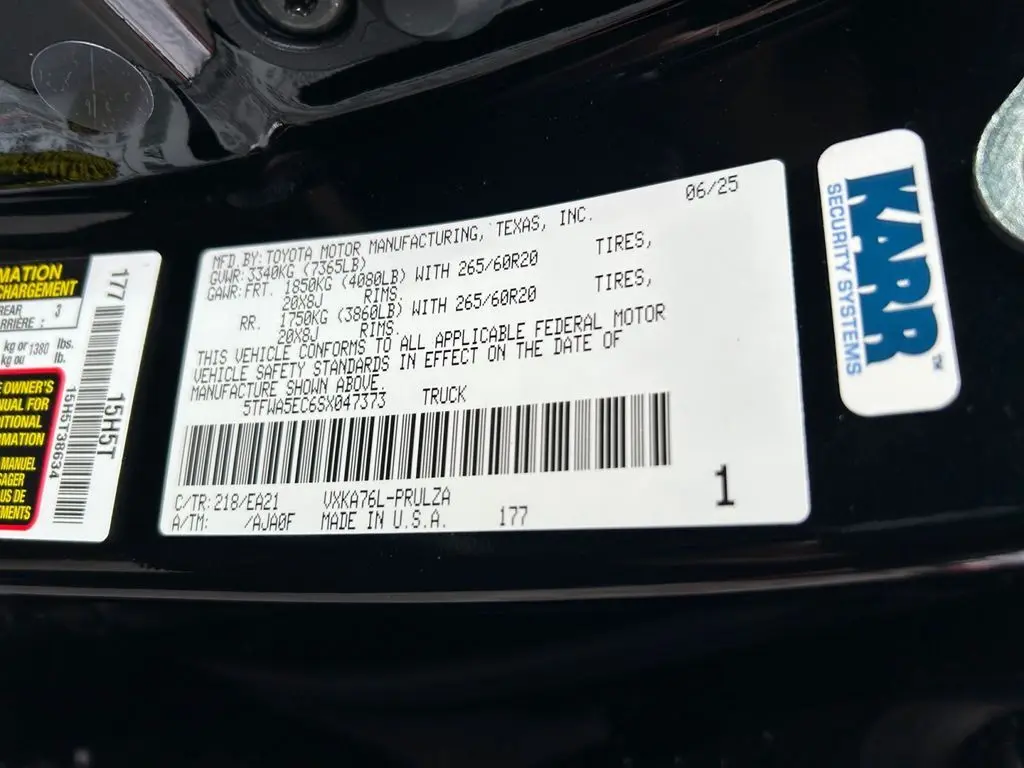 MATION
CHARGEMENT
REAR 3
ARRIÈRE :
kg or 1380 lbs.
kg ou lb.
E OWNER'S
NUAL FOR
DITIONAL
RMATION
MANUEL
SAGER
US DE
EMENTS
177
15H5T
15H5T38634
06/25
MFD.BY:TOYOTA MOTOR MANUFACTURING, TEXAS, INC.
GVWR:3340KG (7365LB)
GAWR:FRT. 1850KG (4080LB) WITH 265/60R20 TIRES,
20X8J RIMS.
RR. 1750KG (3860LB) WITH 265/60R20 TIRES,
20X8J RIMS.
THIS VEHICLE CONFORMS TO ALL APPLICABLE FEDERAL MOTOR
VEHICLE SAFETY STANDARDS IN EFFECT ON THE DATE OF
MANUFACTURE SHOWN ABOVE.
5TFWA5EC6SX047373 TRUCK
C/TR:218/EA21 VXKA76L-PRULZA
A/TM: /AJA0F MADE IN U.S.A. 177
1
KARR™
SECURITY SYSTEMS